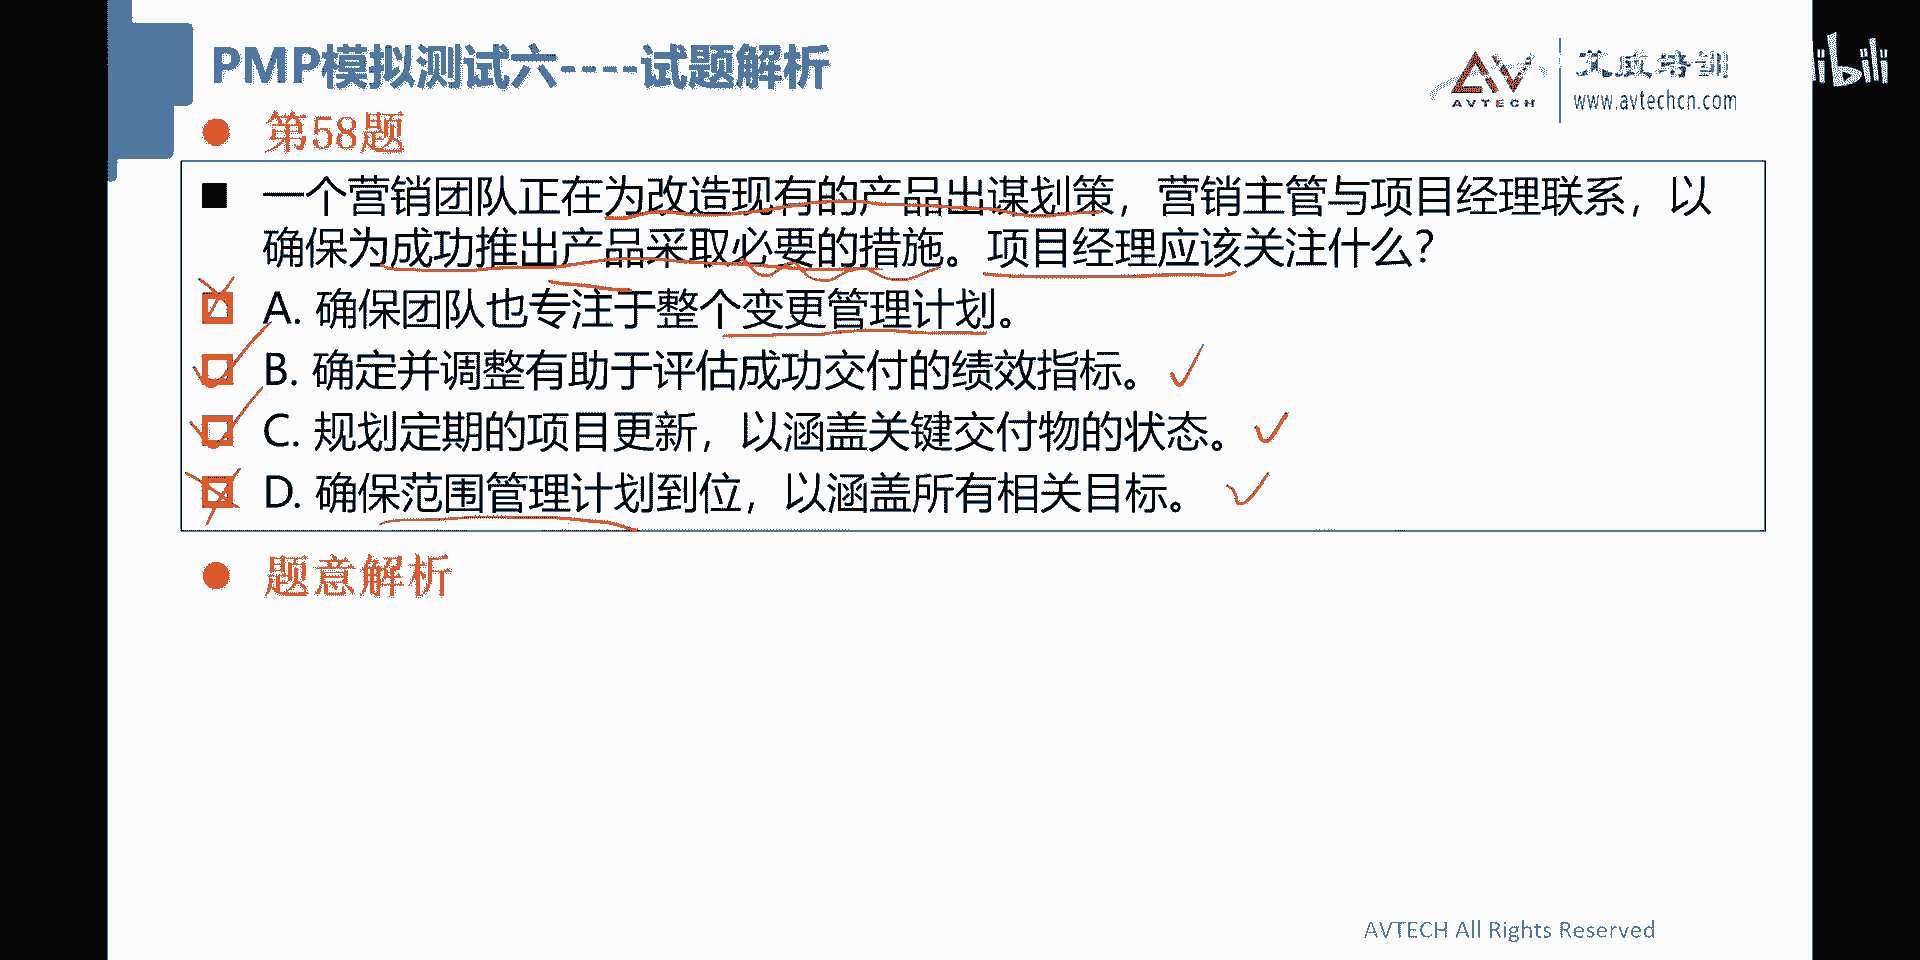 PMP模拟测试六----试题解析
AVTECH
艾威培训
www.avtechcn.com
ibili
第58题
一个营销团队正在为改造现有的产品出谋划策，营销主管与项目经理联系，以
确保为成功推出产品采取必要的措施。项目经理应该关注什么？
A. 确保团队也专注于整个变更管理计划。
B. 确定并调整有助于评估成功交付的绩效指标。
C. 规划定期的项目更新，以涵盖关键交付物的状态。
D. 确保范围管理计划到位，以涵盖所有相关目标。
题意解析
AVTECH All Rights Reserved